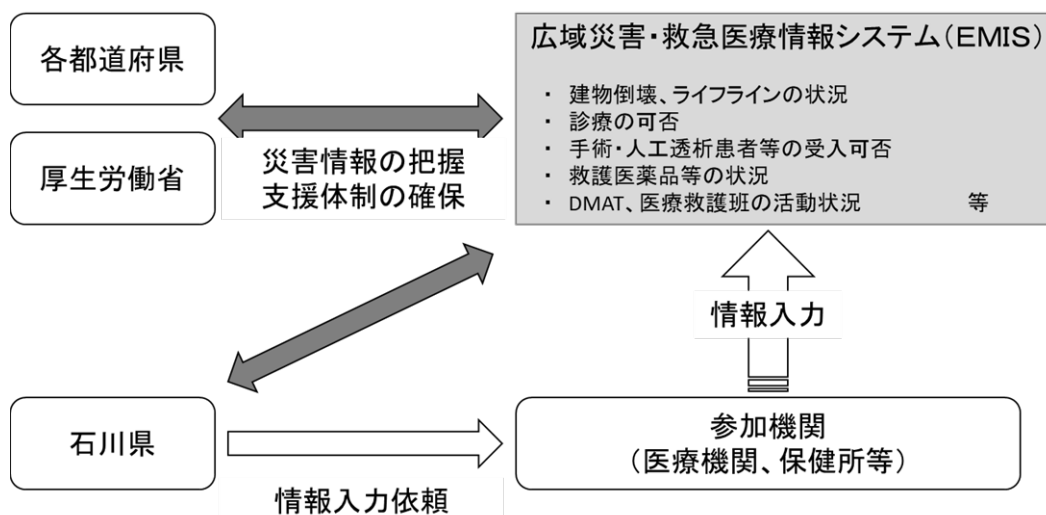 各都道府県
厚生労働省
災害情報の把握
支援体制の確保
広域災害・救急医療情報システム（EMIS）
・ 建物倒壊、ライフラインの状況
・ 診療の可否
・ 手術・人工透析患者等の受入可否
・ 救護医薬品等の状況
・ DMAT、医療救護班の活動状況 等
情報入力
石川県
情報入力依頼
参加機関
（医療機関、保健所等）